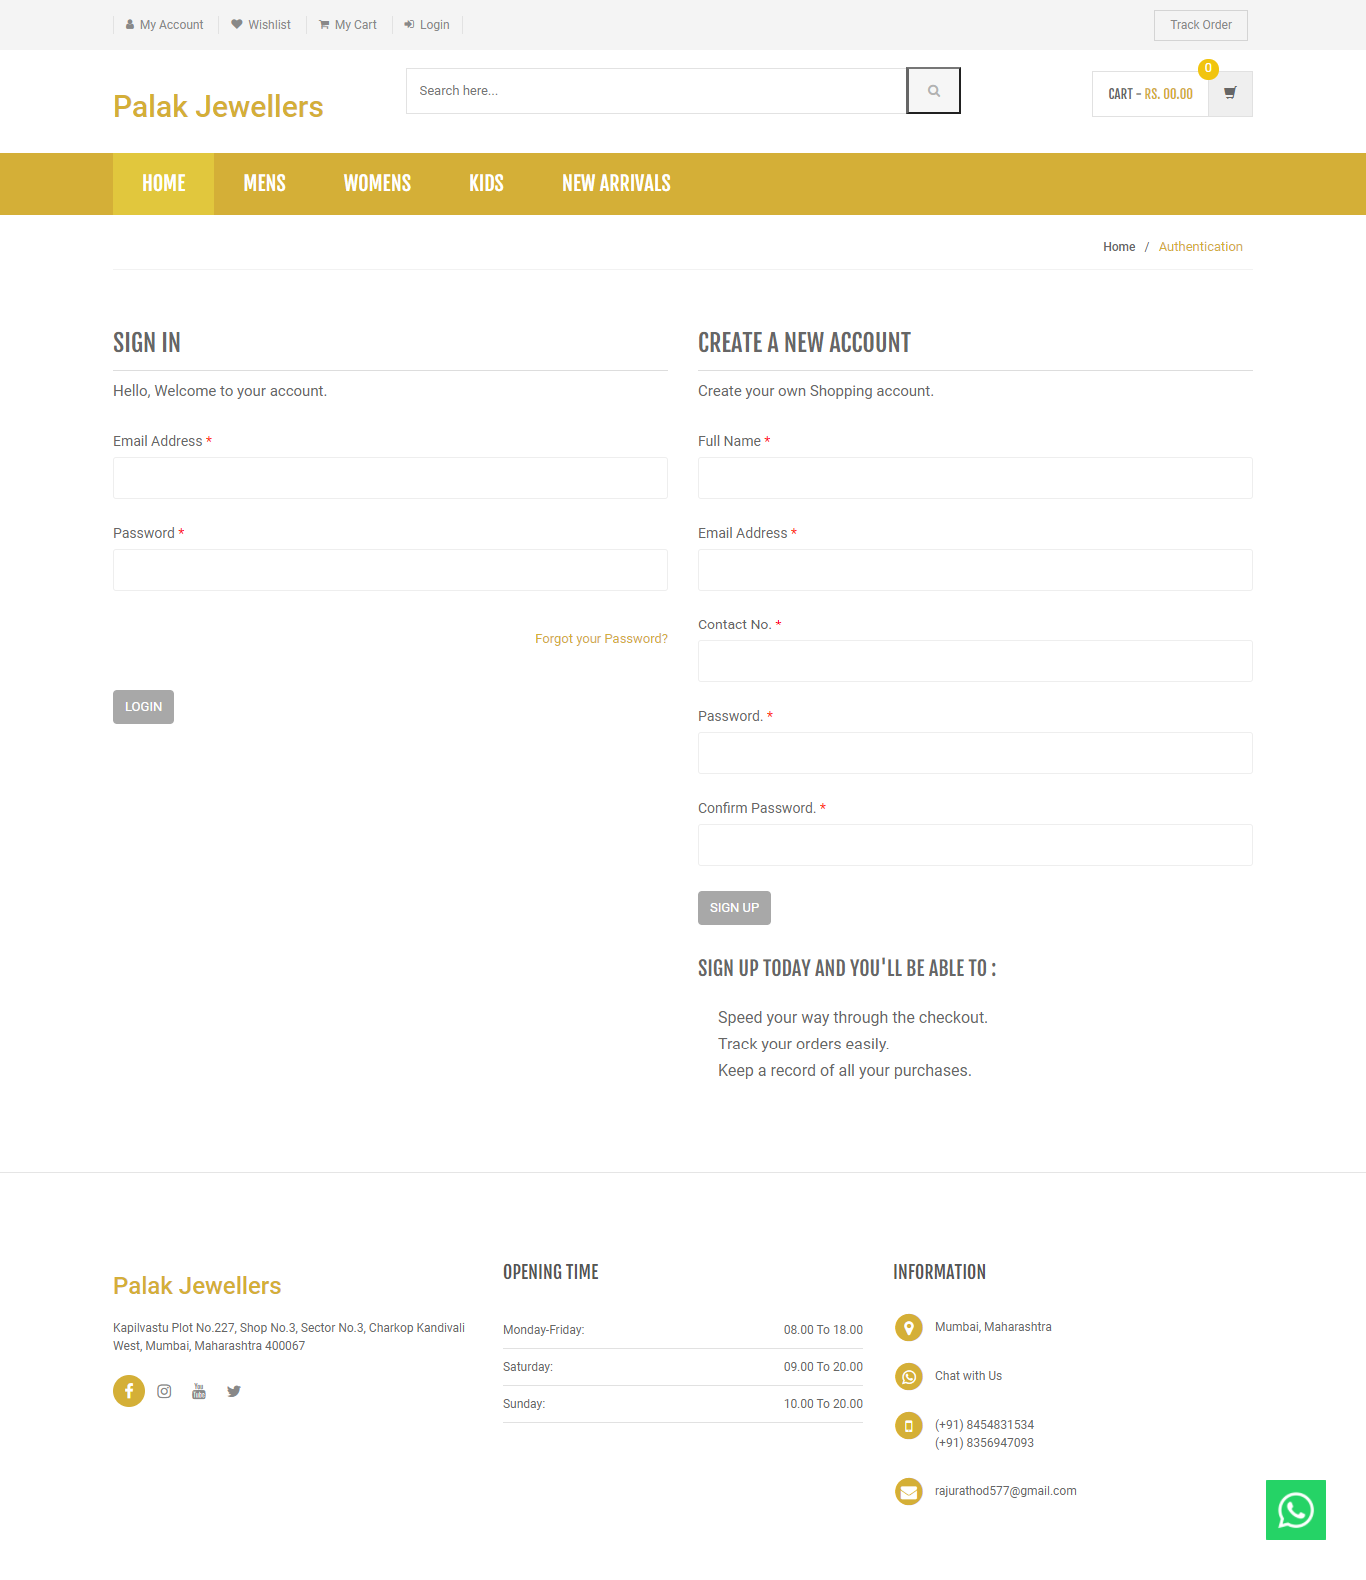 My Account
Wishlist
My Cart
Login
Track Order
Palak Jewellers
Search here...
0
CART - RS. 00.00
HOME
MENS
WOMENS
KIDS
NEW ARRIVALS
Home / Authentication
SIGN IN
Hello, Welcome to your account.
Email Address *
Password *
Forgot your Password?
LOGIN
CREATE A NEW ACCOUNT
Create your own Shopping account.
Full Name *
Email Address *
Contact No. *
Password. *
Confirm Password. *
SIGN UP
SIGN UP TODAY AND YOU'LL BE ABLE TO :
Speed your way through the checkout.
Track your orders easily.
Keep a record of all your purchases.
Palak Jewellers
Kapilvastu Plot No.227, Shop No.3, Sector No.3, Charkop Kandivali
West, Mumbai, Maharashtra 400067
You
Tube
OPENING TIME
Monday-Friday: 08.00 To 18.00
Saturday: 09.00 To 20.00
Sunday: 10.00 To 20.00
INFORMATION
Mumbai, Maharashtra
Chat with Us
(+91) 8454831534
(+91) 8356947093
rajurathod577@gmail.com